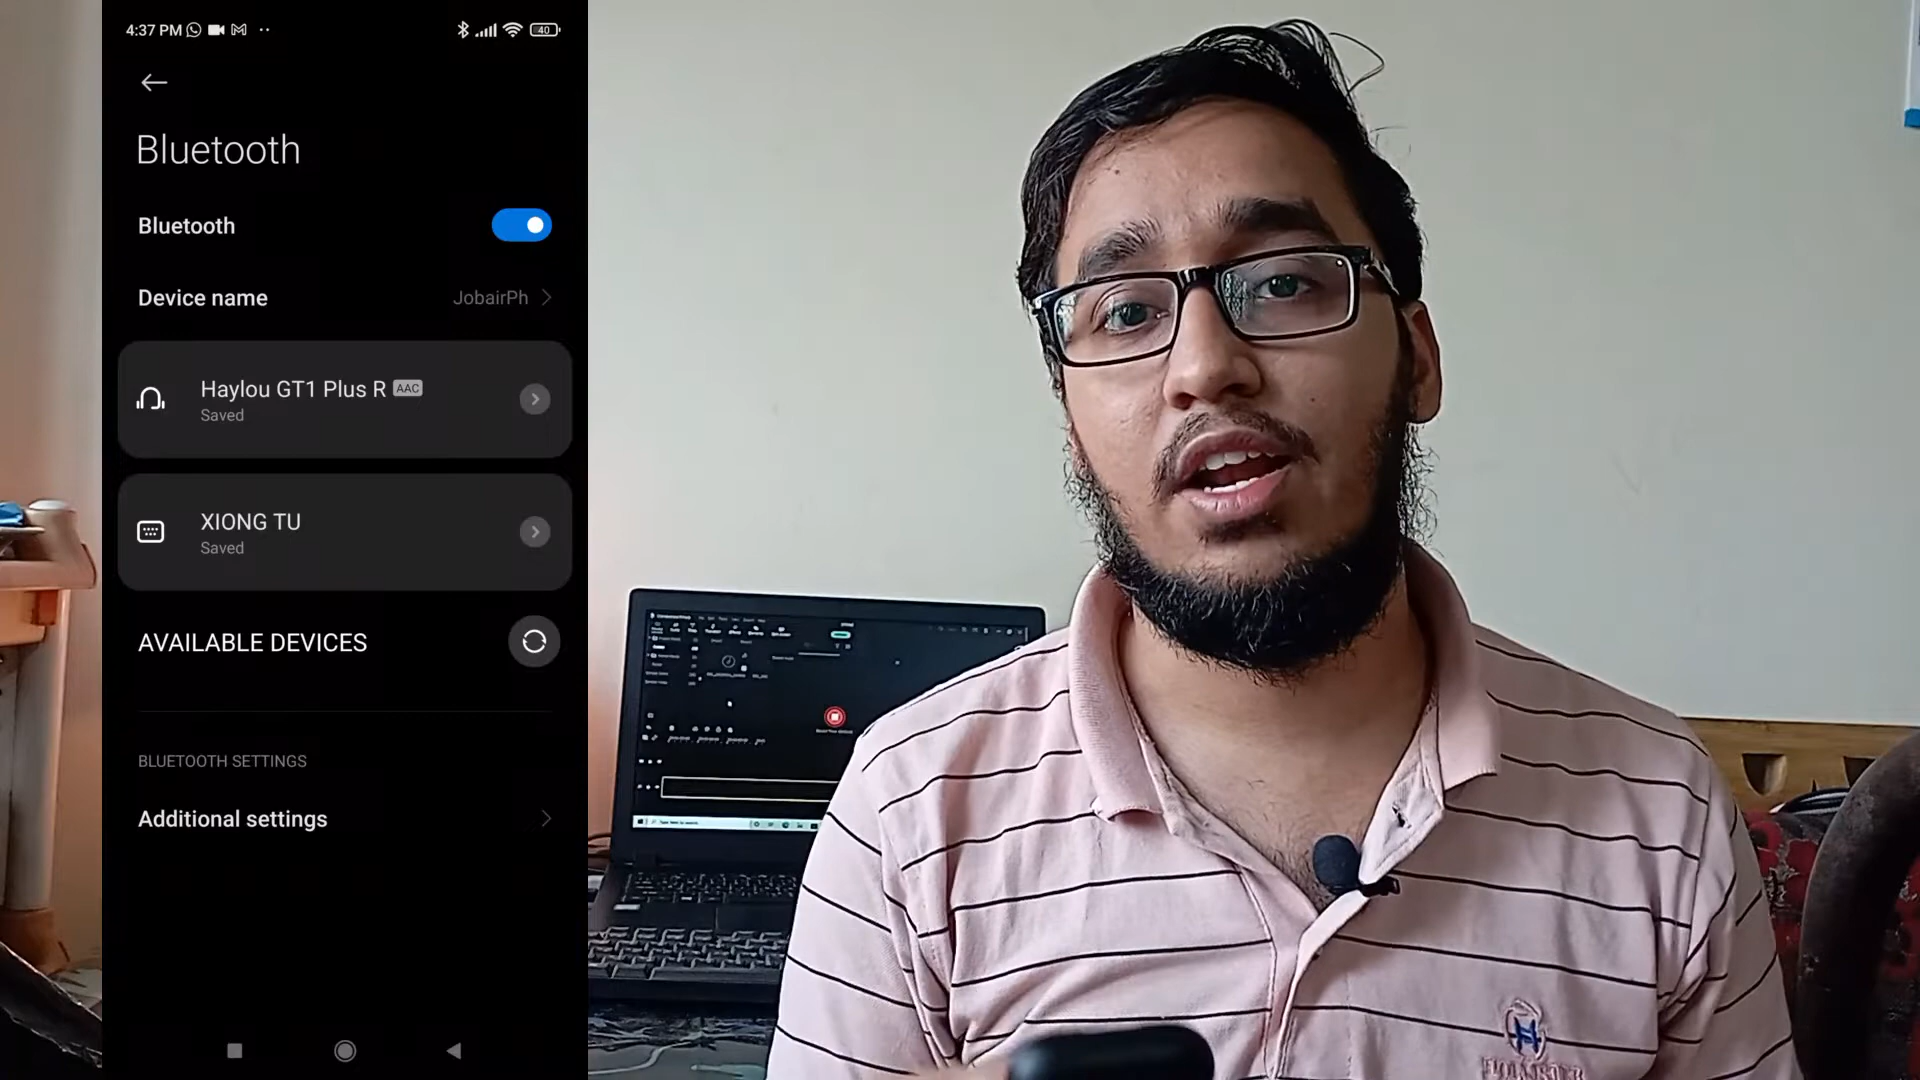 4:37 PM
40
Bluetooth
Bluetooth
Device name
JobairPh
Haylou GT1 Plus R AAC
Saved
XIONG TU
Saved
AVAILABLE DEVICES
BLUETOOTH SETTINGS
Additional settings